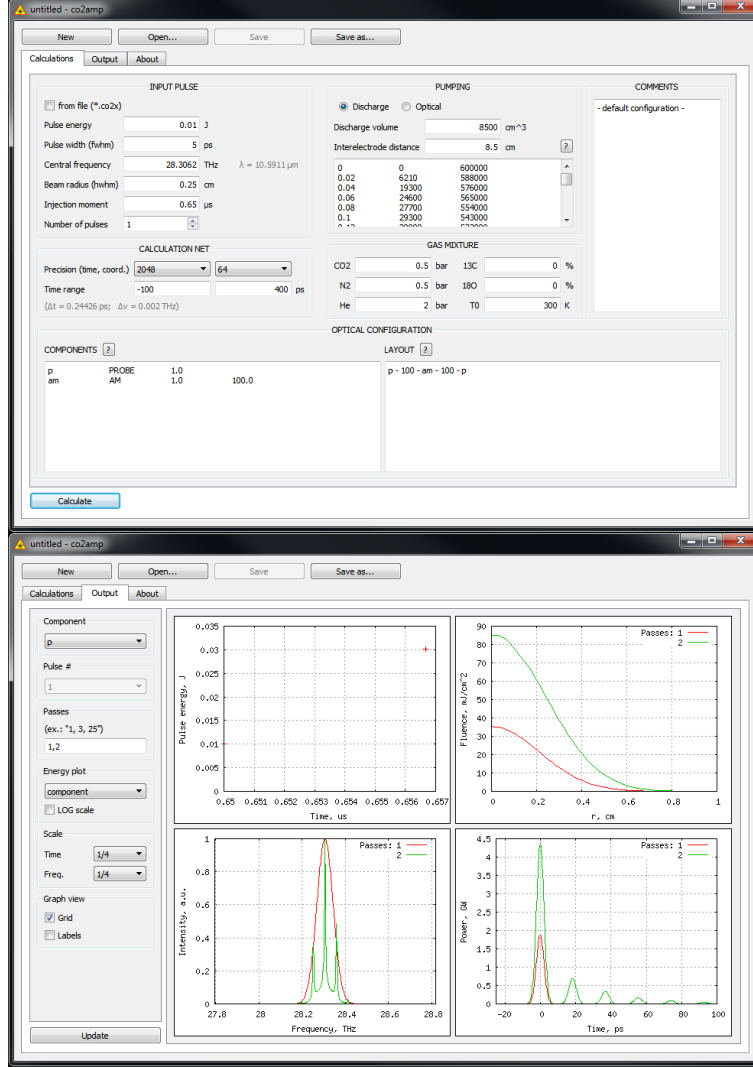 untitled - co2amp
New Open... Save Save as...
Calculations Output About
INPUT PULSE
from file (*.co2x)
Pulse energy 0.01 J
Pulse width (fwhm) 5 ps
Central frequency 28.3062 THz λ = 10.5911 µm
Beam radius (hwhm) 0.25 cm
Injection moment 0.65 µs
Number of pulses 1
PUMPING
Discharge Optical
Discharge volume 8500 cm^3
Interelectrode distance 8.5 cm ?
0 0 600000
0.02 6210 588000
0.04 19300 576000
0.06 24600 565000
0.08 27700 554000
0.1 29300 543000
COMMENTS
- default configuration -
CALCULATION NET
Precision (time, coord.) 2048 64
Time range -100 400 ps
(Δt = 0.24426 ps; Δν = 0.002 THz)
GAS MIXTURE
CO2 0.5 bar 13C 0 %
N2 0.5 bar 18O 0 %
He 2 bar T0 300 K
OPTICAL CONFIGURATION
COMPONENTS ?
p PROBE 1.0
am AM 1.0 100.0
LAYOUT ?
p - 100 - am - 100 - p
Calculate
untitled - co2amp
New Open... Save Save as...
Calculations Output About
Component
p
Pulse #
1
Passes
(ex.: "1, 3, 25")
1,2
Energy plot
component
LOG scale
Scale
Time 1/4
Freq. 1/4
Graph view
Grid
Labels
Update
0.035
0.03
0.025
0.02
0.015
0.01
0.005
0
Pulse energy, J
0.65 0.651 0.652 0.653 0.654 0.655 0.656 0.657
Time, us
90
80
70
60
50
40
30
20
10
0
Fluence, mJ/cm^2
Passes: 1
2
0 0.2 0.4 0.6 0.8 1
r, cm
1
0.8
0.6
0.4
0.2
0
Intensity, a.u.
Passes: 1
2
27.8 28 28.2 28.4 28.6 28.8
Frequency, THz
4.5
4
3.5
3
2.5
2
1.5
1
0.5
0
Power, GW
Passes: 1
2
-20 0 20 40 60 80 100
Time, ps